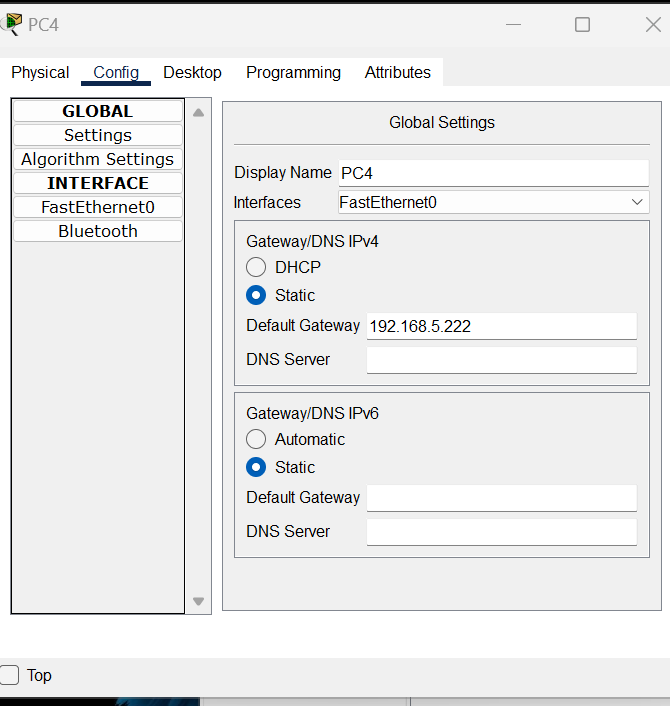 PC4
Physical Config Desktop Programming Attributes
GLOBAL
Settings
Algorithm Settings
INTERFACE
FastEthernet0
Bluetooth
Global Settings
Display Name PC4
Interfaces FastEthernet0
Gateway/DNS IPv4
DHCP
Static
Default Gateway 192.168.5.222
DNS Server
Gateway/DNS IPv6
Automatic
Static
Default Gateway
DNS Server
Top